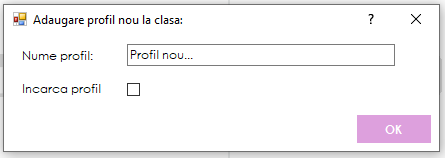 Adaugare profil nou la clasa:
Nume profil:
Profil nou...
Incarca profil
OK